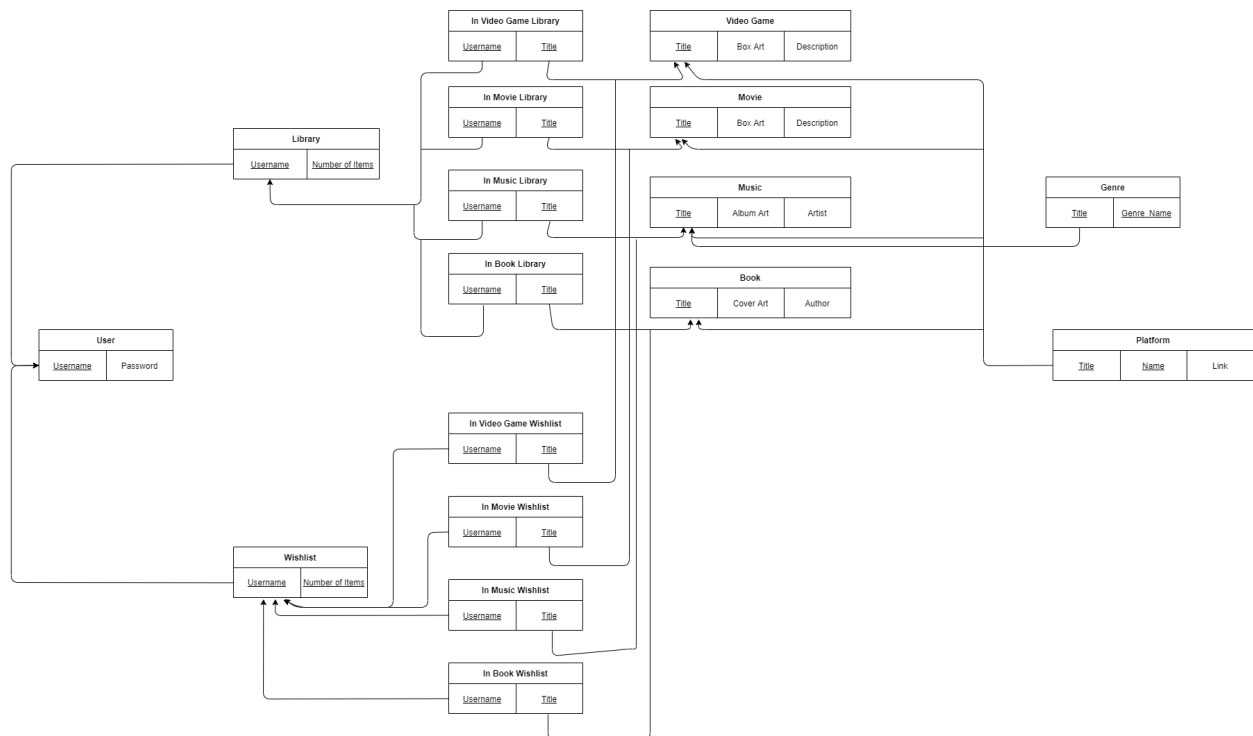 In Video Game Library
Username Title
Video Game
Title Box Art Description
In Movie Library
Username Title
Movie
Title Box Art Description
Library
Username Number of Items
In Music Library
Username Title
Music
Title Album Art Artist
Genre
Title Genre_Name
In Book Library
Username Title
Book
Title Cover Art Author
User
Username Password
Platform
Title Name Link
In Video Game Wishlist
Username Title
In Movie Wishlist
Username Title
Wishlist
Username Number of Items
In Music Wishlist
Username Title
In Book Wishlist
Username Title